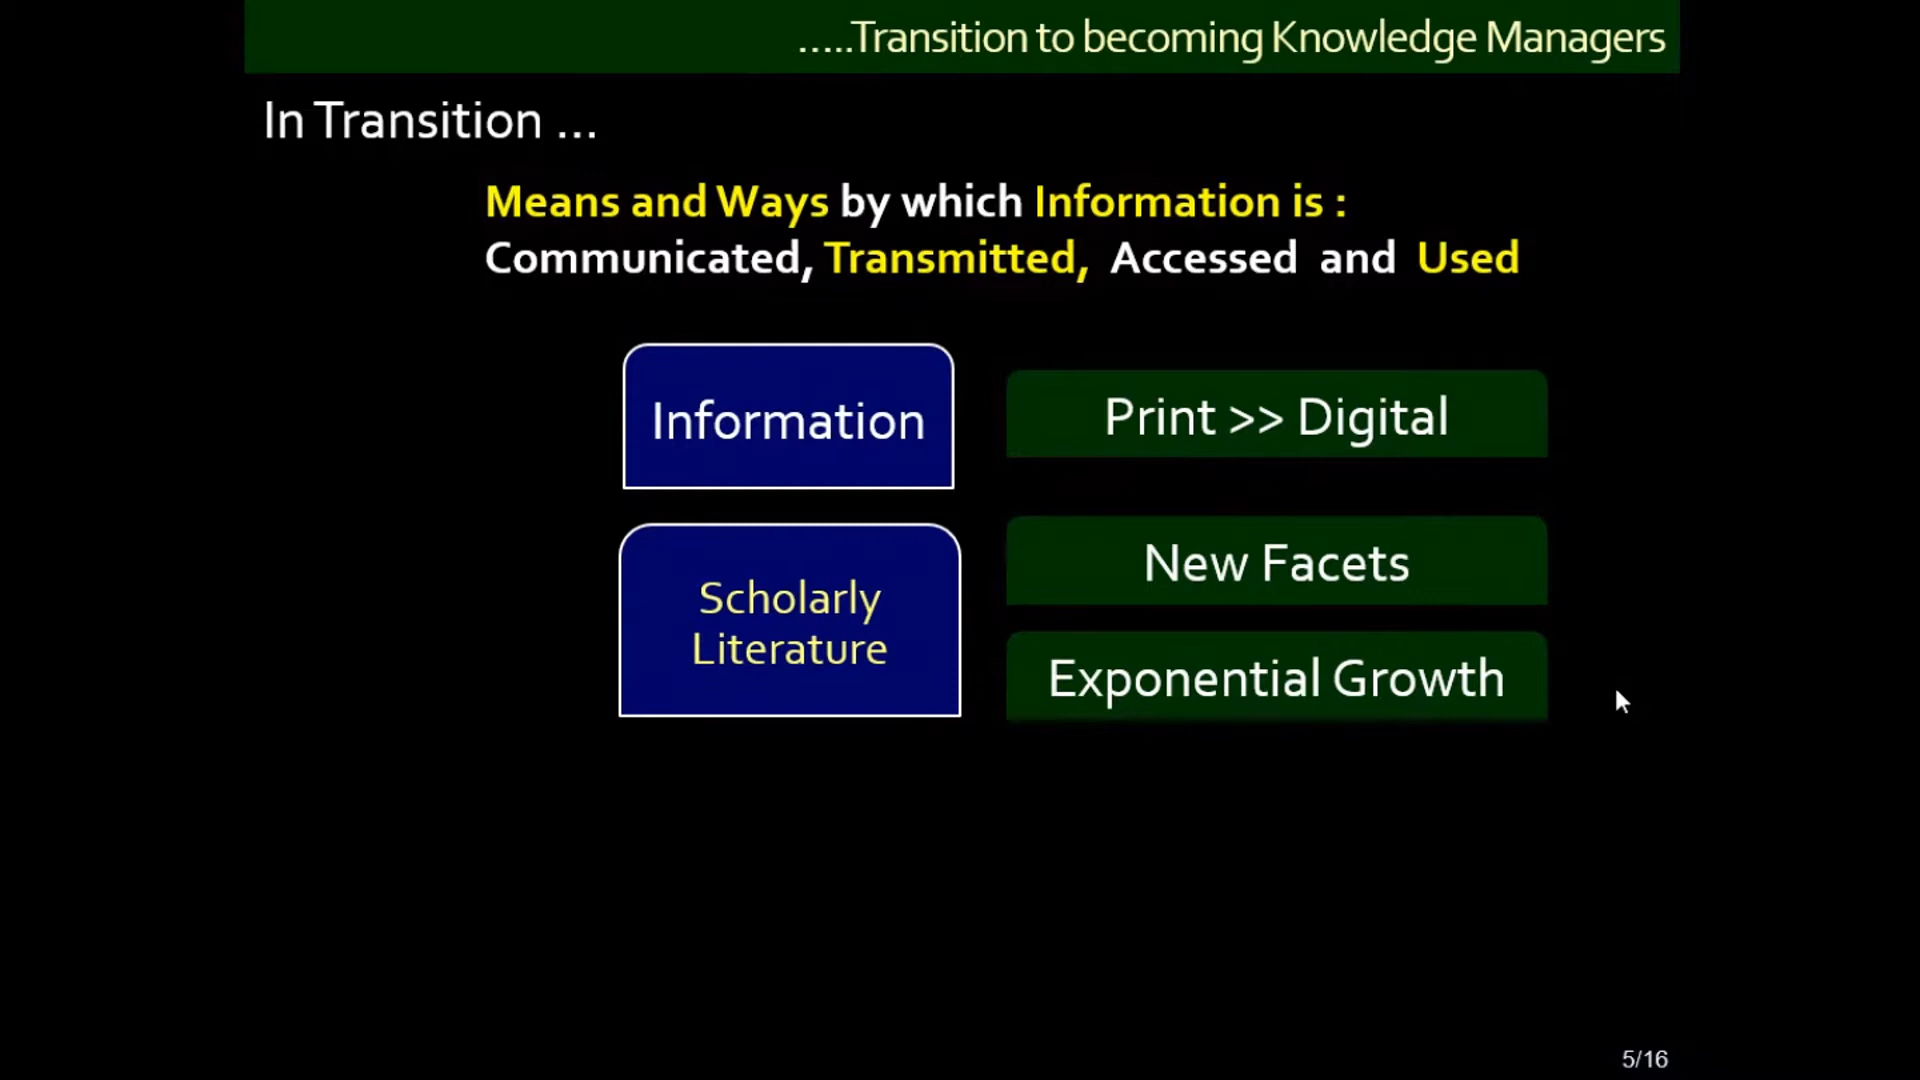 .....Transition to becoming Knowledge Managers
In Transition ...
Means and Ways by which Information is :
Communicated, Transmitted, Accessed and Used
Information
Print >> Digital
Scholarly
Literature
New Facets
Exponential Growth
5/16